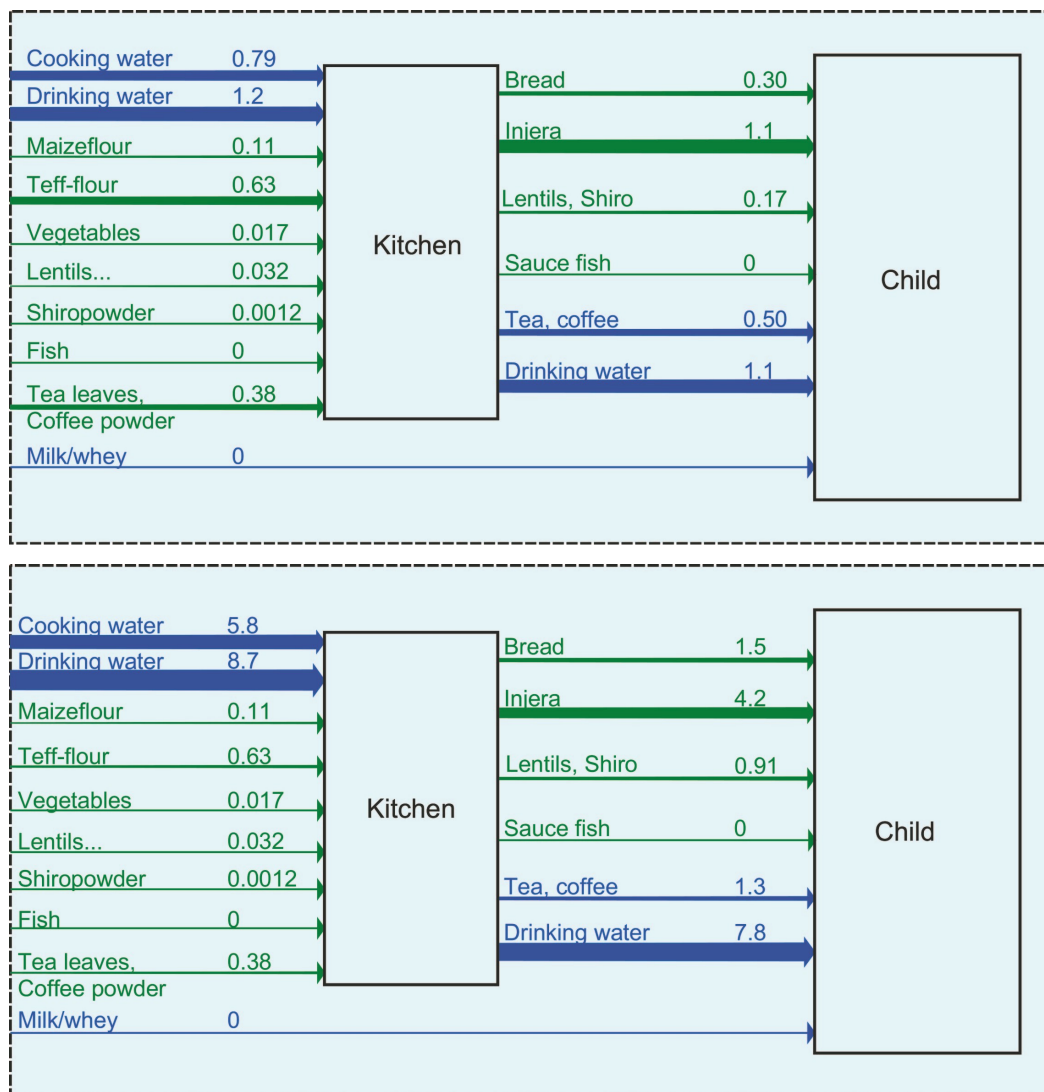 Cooking water 0.79
Drinking water 1.2
Maizeflour 0.11
Teff-flour 0.63
Vegetables 0.017
Lentils... 0.032
Shiropowder 0.0012
Fish 0
Tea leaves, 0.38
Coffee powder
Milk/whey 0
Kitchen
Bread 0.30
Injera 1.1
Lentils, Shiro 0.17
Sauce fish 0
Tea, coffee 0.50
Drinking water 1.1
Child
Cooking water 5.8
Drinking water 8.7
Maizeflour 0.11
Teff-flour 0.63
Vegetables 0.017
Lentils... 0.032
Shiropowder 0.0012
Fish 0
Tea leaves, 0.38
Coffee powder
Milk/whey 0
Kitchen
Bread 1.5
Injera 4.2
Lentils, Shiro 0.91
Sauce fish 0
Tea, coffee 1.3
Drinking water 7.8
Child